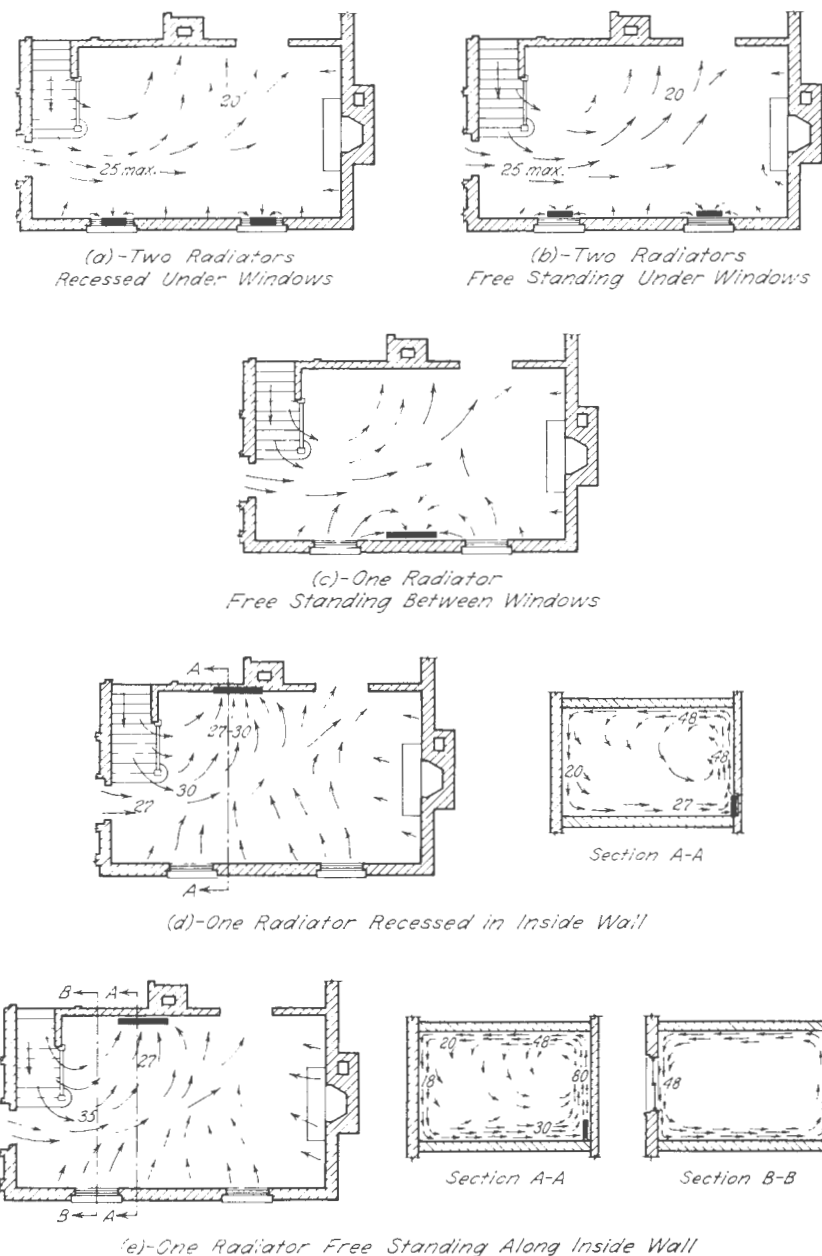 20
25 max.
(a)-Two Radiators
Recessed Under Windows
20
25 max.
(b)-Two Radiators
Free Standing Under Windows
(c)-One Radiator
Free Standing Between Windows
A
27-30
30
27
A
48
48
20
27
Section A-A
(d)-One Radiator Recessed in Inside Wall
B A
27
35
B A
20 48
18 80
30
Section A-A
48
Section B-B
(e)-One Radiator Free Standing Along Inside Wall